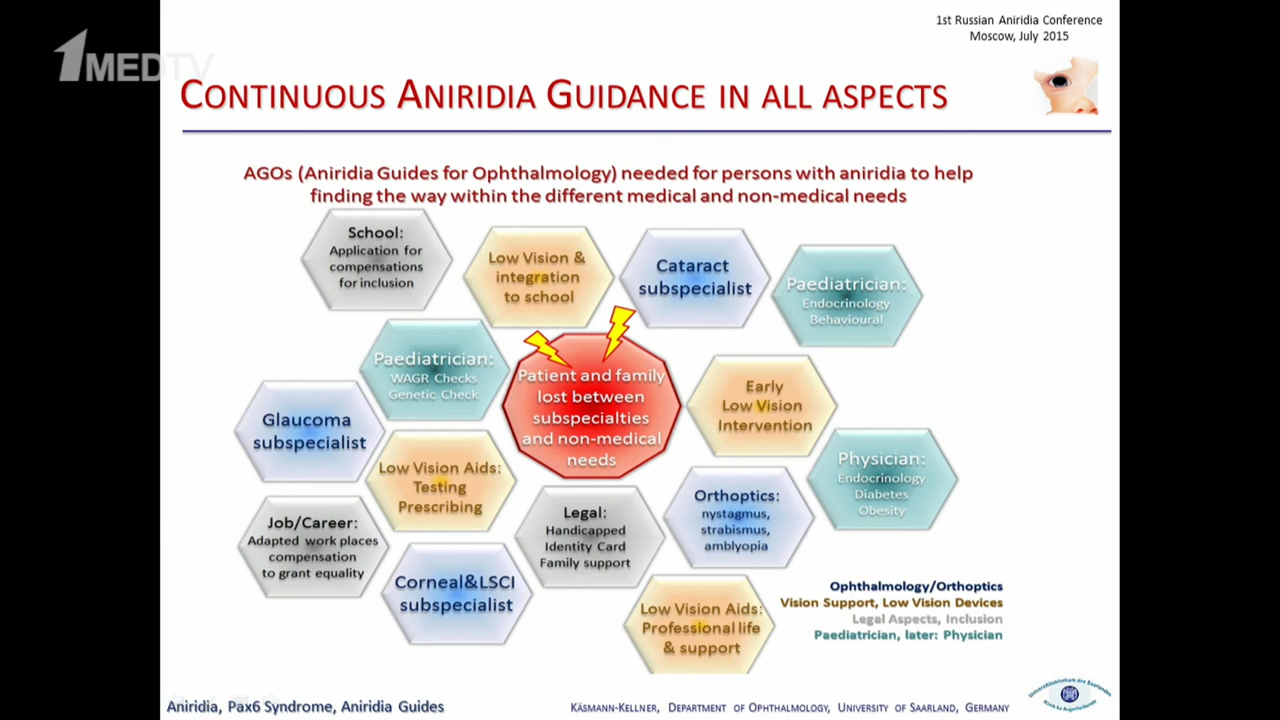 1st Russian Aniridia Conference
Moscow, July 2015
1MEDTV
CONTINUOUS ANIRIDIA GUIDANCE IN ALL ASPECTS
AGOs (Aniridia Guides for Ophthalmology) needed for persons with aniridia to help
finding the way within the different medical and non-medical needs
School:
Application for
compensations
for inclusion
Low Vision &
integration
to school
Cataract
subspecialist
Paediatrician:
Endocrinology
Behavioural
Paediatrician:
WAGR Checks
Genetic Check
Patient and family
lost between
subspecialties
and non-medical
needs
Early
Low Vision
Intervention
Glaucoma
subspecialist
Low Vision Aids:
Testing
Prescribing
Physician:
Endocrinology
Diabetes
Obesity
Job/Career:
Adapted work places
compensation
to grant equality
Legal:
Handicapped
Identity Card
Family support
Orthoptics:
nystagmus,
strabismus,
amblyopia
Corneal&LSCI
subspecialist
Low Vision Aids:
Professional life
& support
Ophthalmology/Orthoptics
Vision Support, Low Vision Devices
Legal Aspects, Inclusion
Paediatrician, later: Physician
Aniridia, Pax6 Syndrome, Aniridia Guides
KÄSMANN-KELLNER, DEPARTMENT OF OPHTHALMOLOGY, UNIVERSITY OF SAARLAND, GERMANY